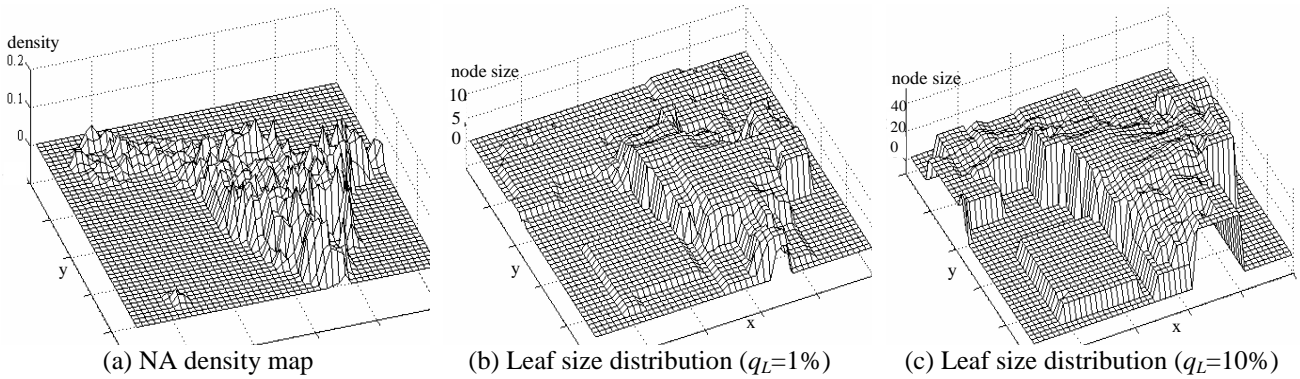 density
0.2
0.1
0
y
(a) NA density map
node size
10
5
0
y
x
(b) Leaf size distribution (qL=1%)
node size
40
20
0
y
x
(c) Leaf size distribution (qL=10%)